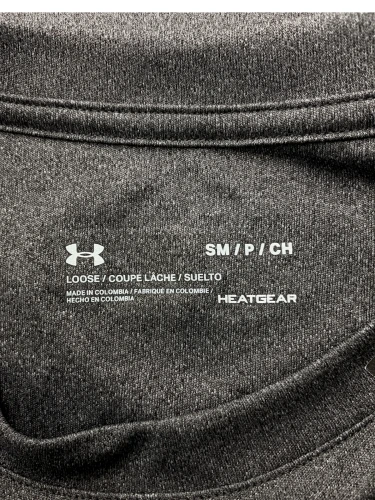 SM / P / CH
LOOSE / COUPE LÂCHE / SUELTO
MADE IN COLOMBIA / FABRIQUÉ EN COLOMBIE /
HECHO EN COLOMBIA
HEATGEAR